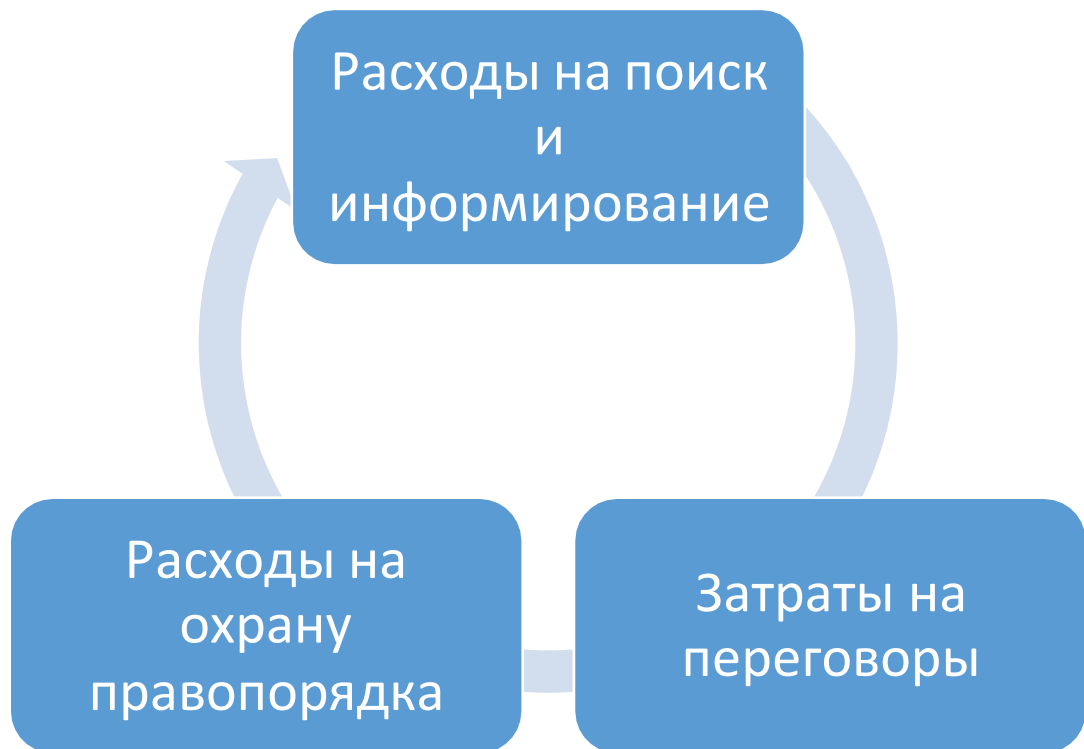 Расходы на поиск
и
информирование
Затраты на
переговоры
Расходы на
охрану
правопорядка